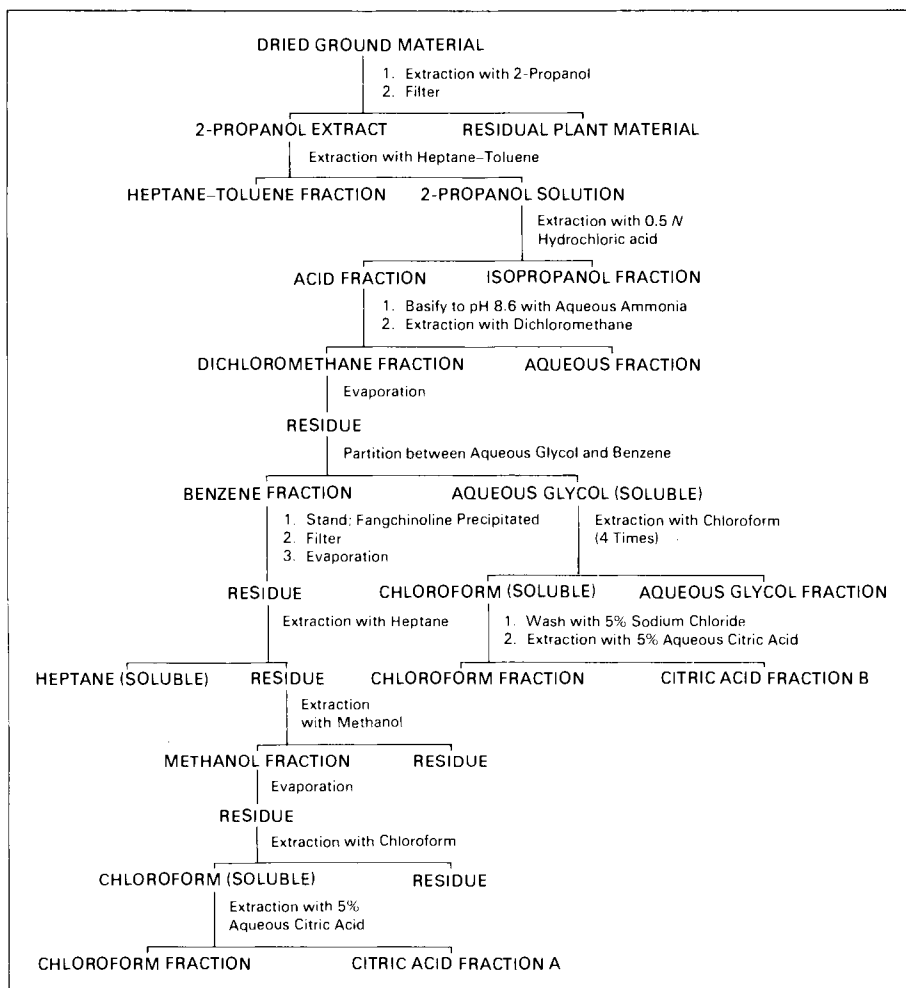 DRIED GROUND MATERIAL
1. Extraction with 2-Propanol
2. Filter
2-PROPANOL EXTRACT RESIDUAL PLANT MATERIAL
Extraction with Heptane–Toluene
HEPTANE–TOLUENE FRACTION 2-PROPANOL SOLUTION
Extraction with 0.5 N
Hydrochloric acid
ACID FRACTION ISOPROPANOL FRACTION
1. Basify to pH 8.6 with Aqueous Ammonia
2. Extraction with Dichloromethane
DICHLOROMETHANE FRACTION AQUEOUS FRACTION
Evaporation
RESIDUE
Partition between Aqueous Glycol and Benzene
BENZENE FRACTION AQUEOUS GLYCOL (SOLUBLE)
1. Stand; Fangchinoline Precipitated
2. Filter
3. Evaporation
Extraction with Chloroform
(4 Times)
RESIDUE CHLOROFORM (SOLUBLE) AQUEOUS GLYCOL FRACTION
Extraction with Heptane
1. Wash with 5% Sodium Chloride
2. Extraction with 5% Aqueous Citric Acid
HEPTANE (SOLUBLE) RESIDUE CHLOROFORM FRACTION CITRIC ACID FRACTION B
Extraction
with Methanol
METHANOL FRACTION RESIDUE
Evaporation
RESIDUE
Extraction with Chloroform
CHLOROFORM (SOLUBLE) RESIDUE
Extraction with 5%
Aqueous Citric Acid
CHLOROFORM FRACTION CITRIC ACID FRACTION A